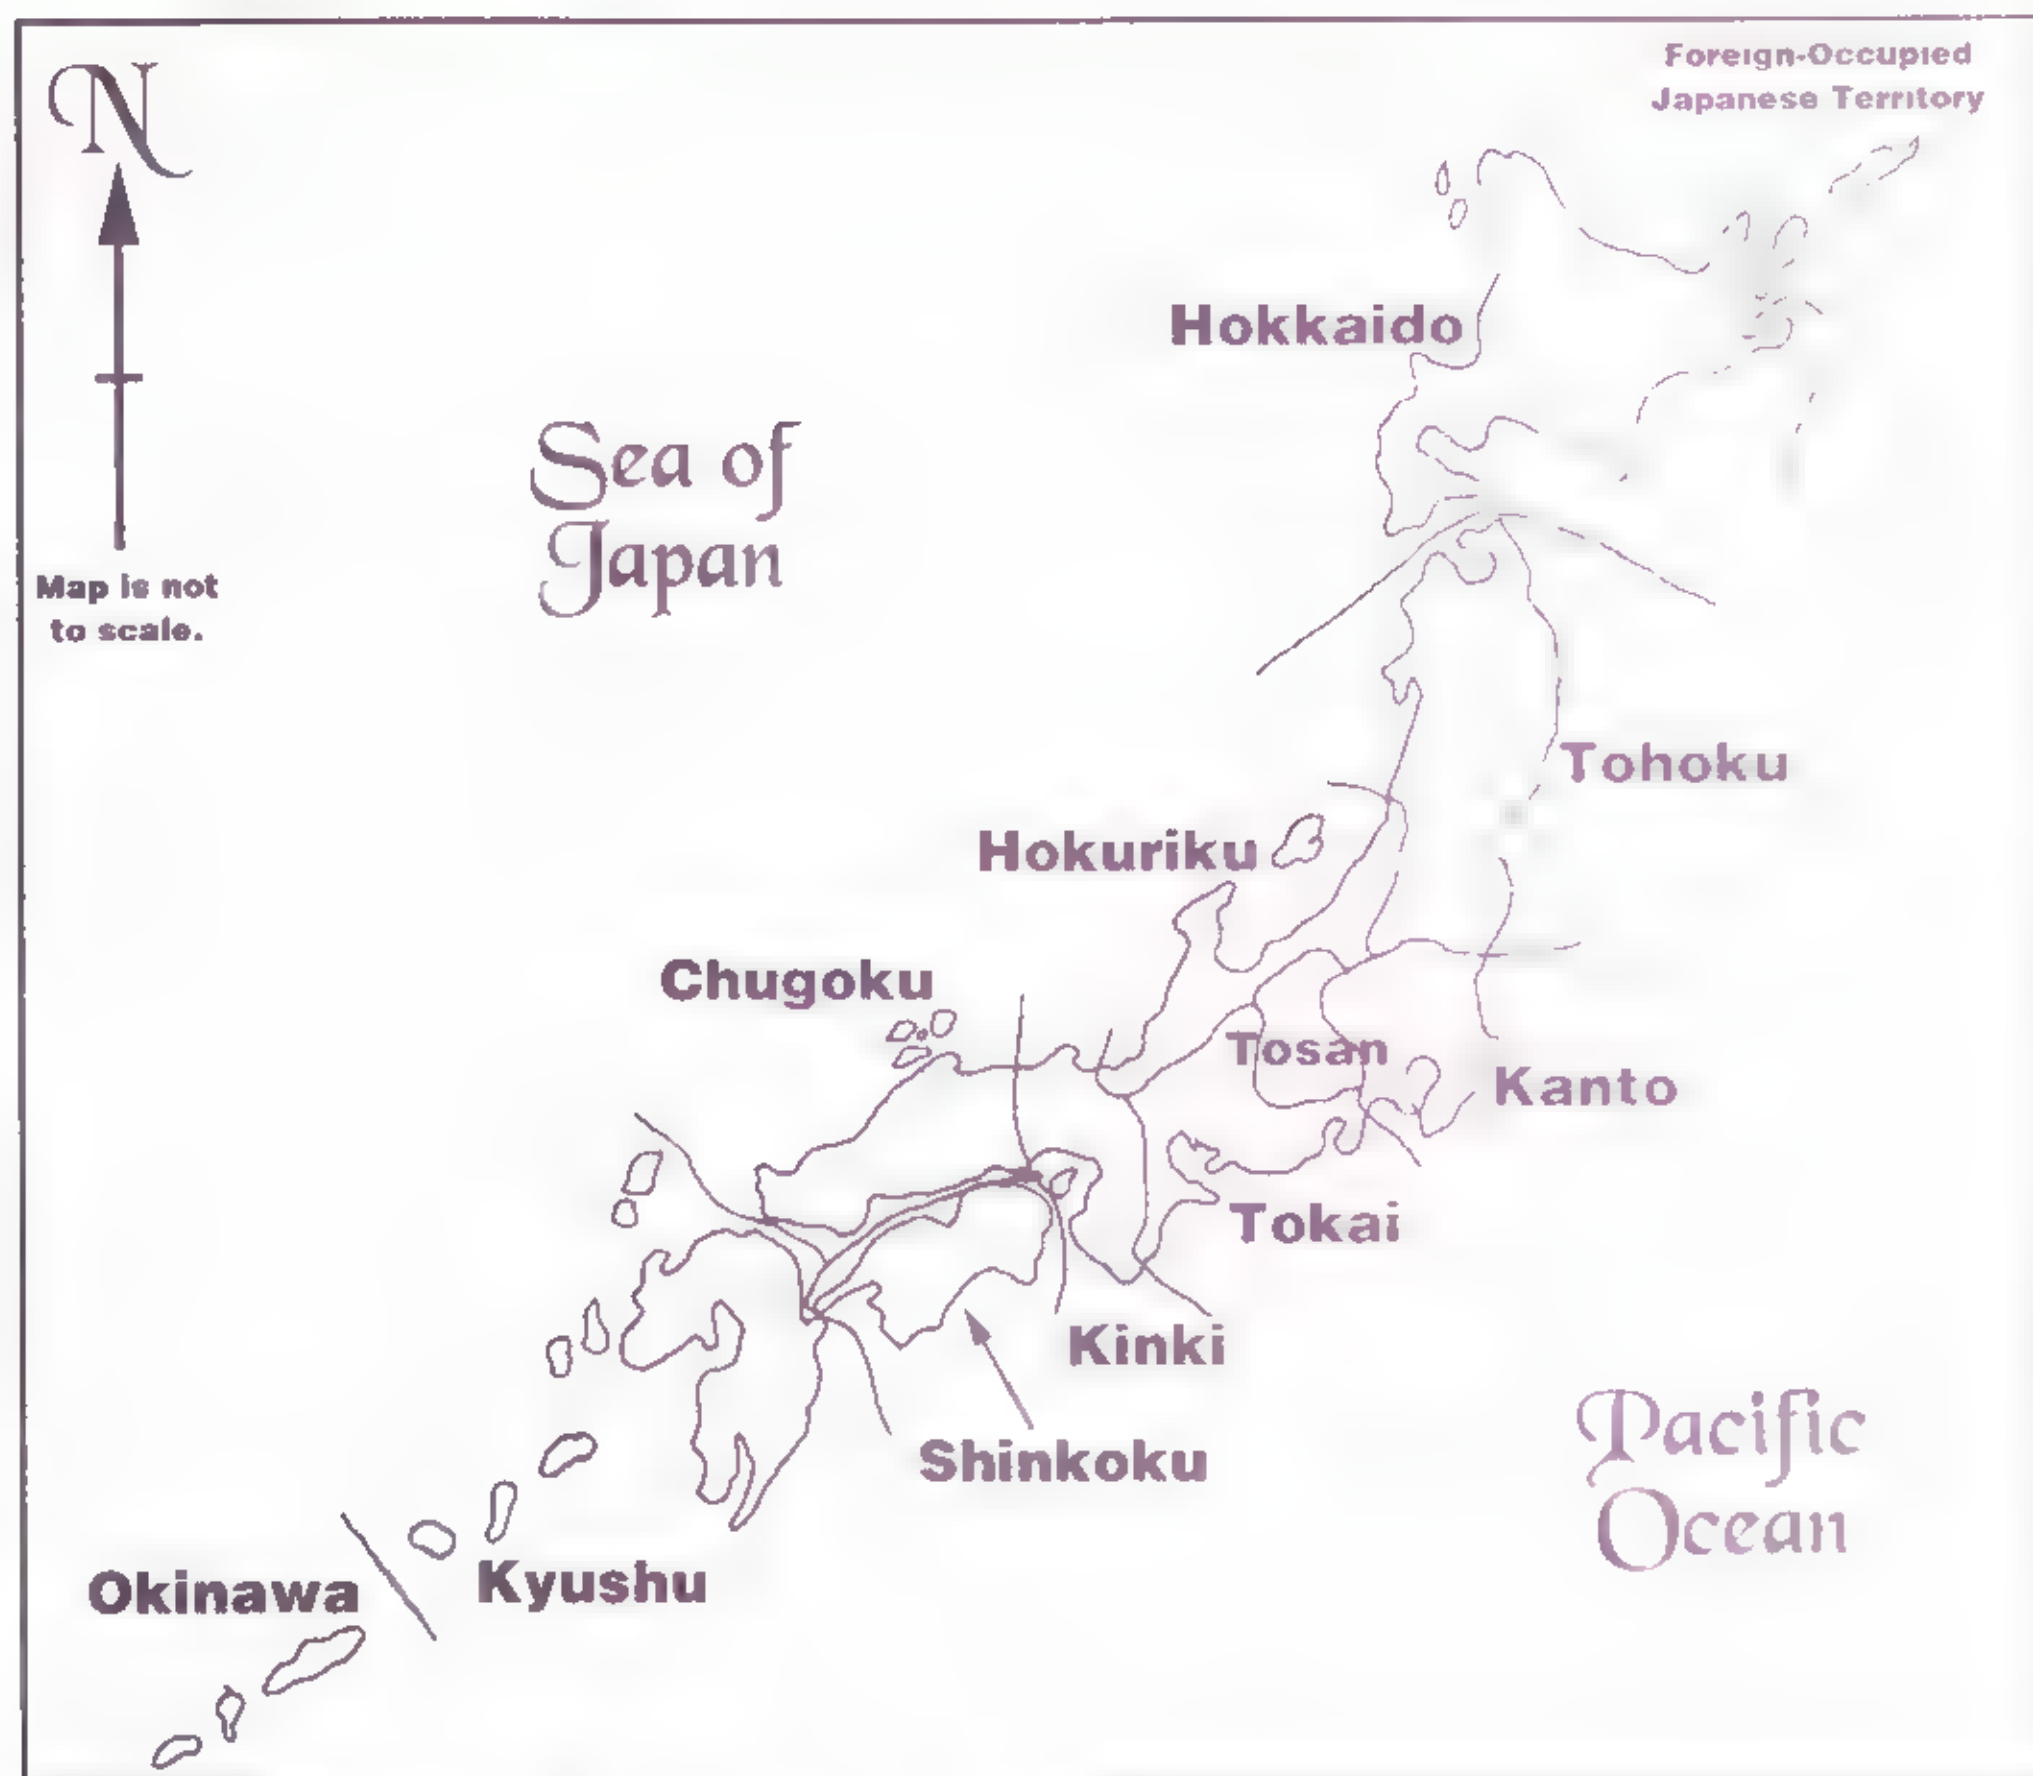 Foreign-Occupied
Japanese Territory
N
Hokkaido
Sea of
Japan
Map is not
to scale.
Tohoku
Hokuriku
Chugoku
Tosan
Kanto
Tokai
Kinki
Pacific
Ocean
Shinkoku
Kyushu
Okinawa